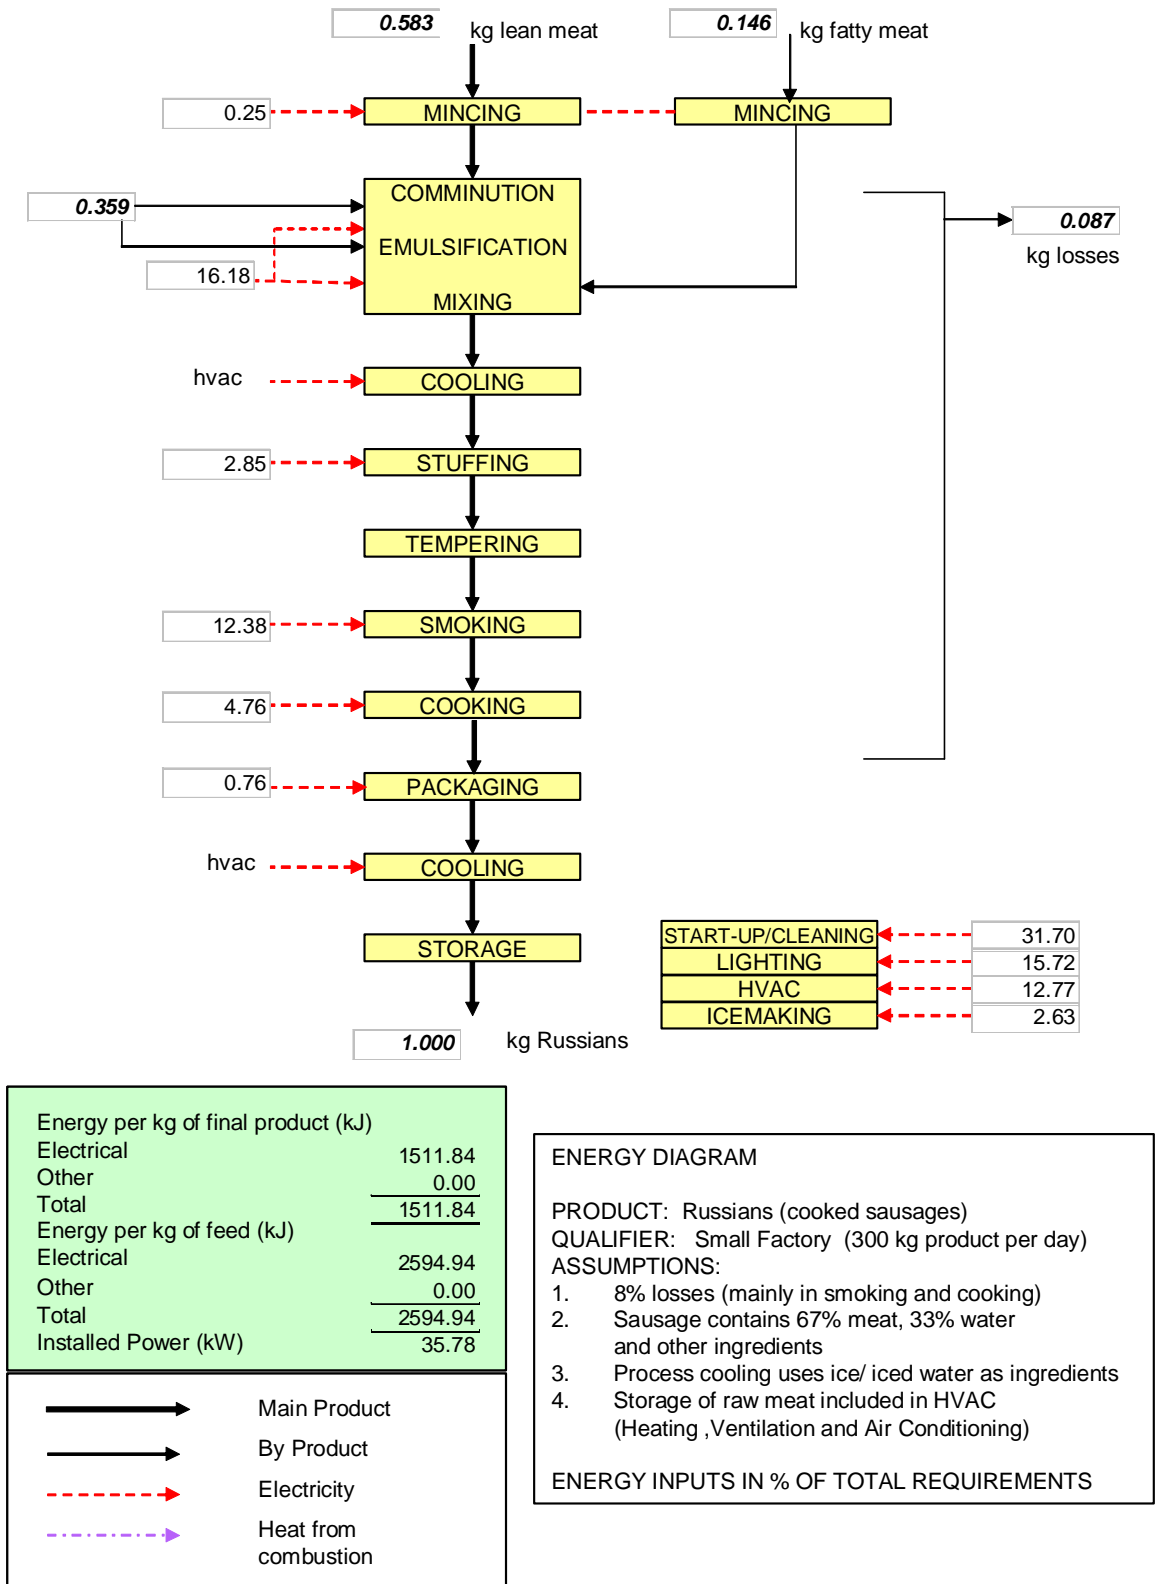 0.583 kg lean meat 0.146 kg fatty meat
0.25 MINCING MINCING
COMMINUTION
0.359
0.087
EMULSIFICATION
kg losses
16.18
MIXING
hvac COOLING
2.85 STUFFING
TEMPERING
12.38 SMOKING
4.76 COOKING
0.76 PACKAGING
hvac COOLING
STORAGE
START-UP/CLEANING 31.70
LIGHTING 15.72
HVAC 12.77
ICEMAKING 2.63
1.000 kg Russians
Energy per kg of final product (kJ)
Electrical 1511.84
Other 0.00
Total 1511.84
Energy per kg of feed (kJ)
Electrical 2594.94
Other 0.00
Total 2594.94
Installed Power (kW) 35.78
Main Product
By Product
Electricity
Heat from
combustion
ENERGY DIAGRAM
PRODUCT: Russians (cooked sausages)
QUALIFIER: Small Factory (300 kg product per day)
ASSUMPTIONS:
1. 8% losses (mainly in smoking and cooking)
2. Sausage contains 67% meat, 33% water
and other ingredients
3. Process cooling uses ice/ iced water as ingredients
4. Storage of raw meat included in HVAC
(Heating ,Ventilation and Air Conditioning)
ENERGY INPUTS IN % OF TOTAL REQUIREMENTS